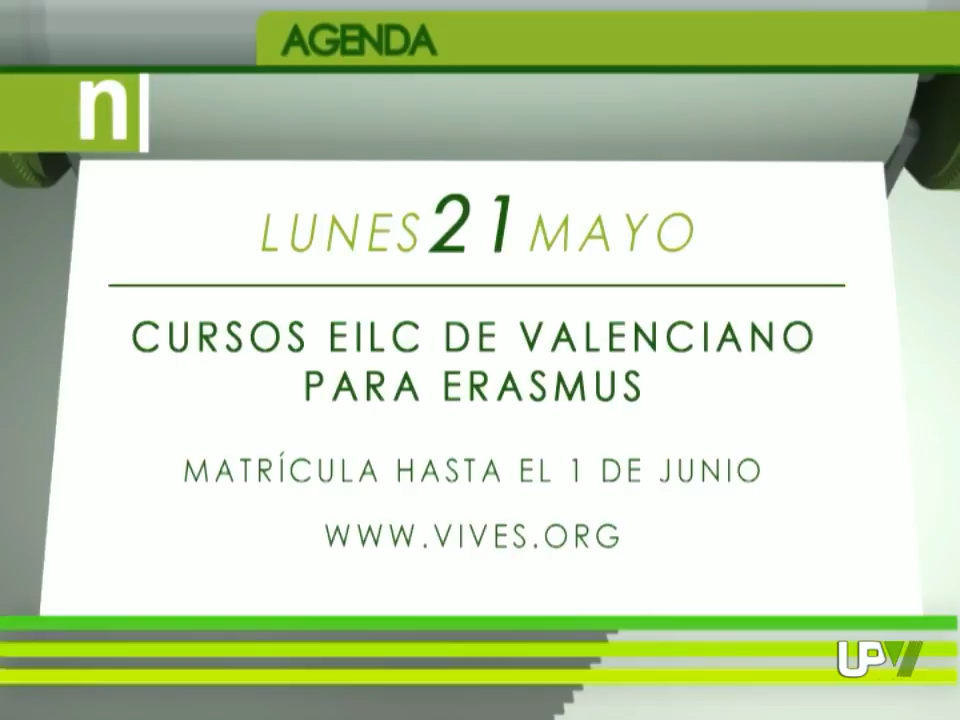 AGENDA
n
LUNES 21 MAYO
CURSOS EILC DE VALENCIANO
PARA ERASMUS
MATRÍCULA HASTA EL 1 DE JUNIO
WWW.VIVES.ORG
UPV